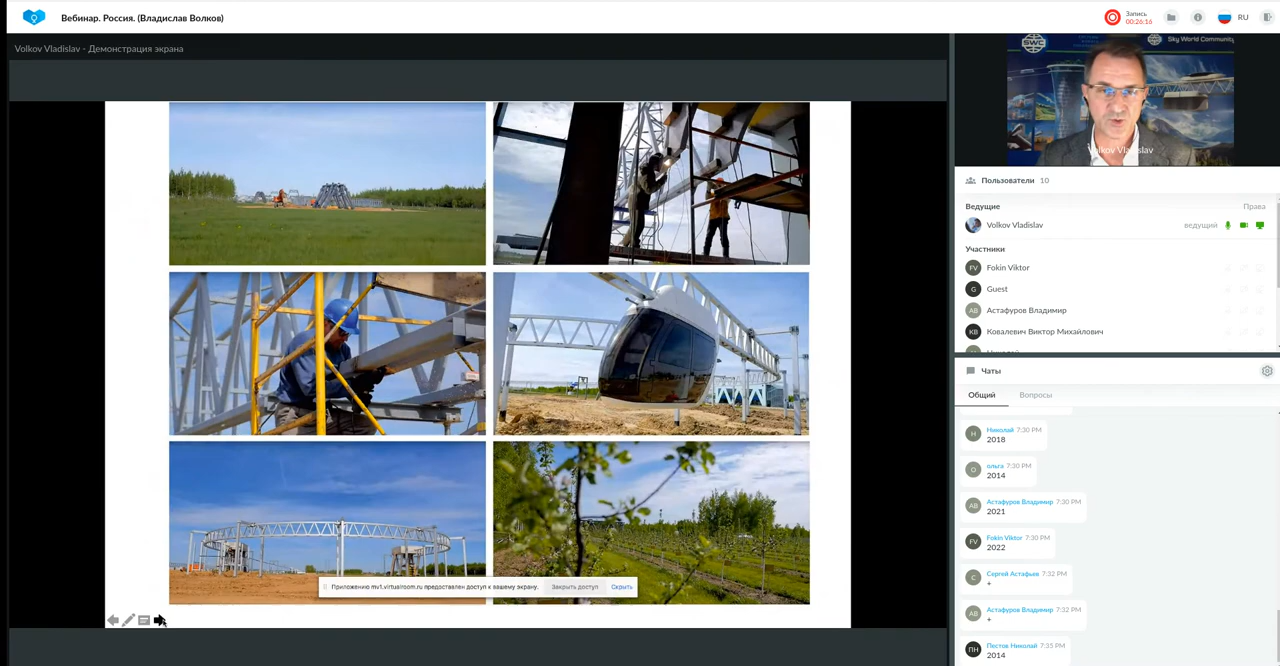 Вебинар. Россия. (Владислав Волков)
Запись
00:26:16
RU
Volkov Vladislav - Демонстрация экрана
SWC
Sky World Community
Volkov Vladislav
Пользователи 10
Ведущие Права
Volkov Vladislav ведущий
Участники
FV Fokin Viktor
G Guest
АВ Астафуров Владимир
КВ Ковалевич Виктор Михайлович
Чаты
Общий Вопросы
Н Николай 7:30 PM
2018
О ольга 7:30 PM
2014
АВ Астафуров Владимир 7:30 PM
2021
FV Fokin Viktor 7:30 PM
2022
С Сергей Астафьев 7:32 PM
+
АВ Астафуров Владимир 7:32 PM
+
ПН Пестов Николай 7:35 PM
2014
Приложению mv1.virtualroom.ru предоставлен доступ к вашему экрану. Закрыть доступ Скрыть